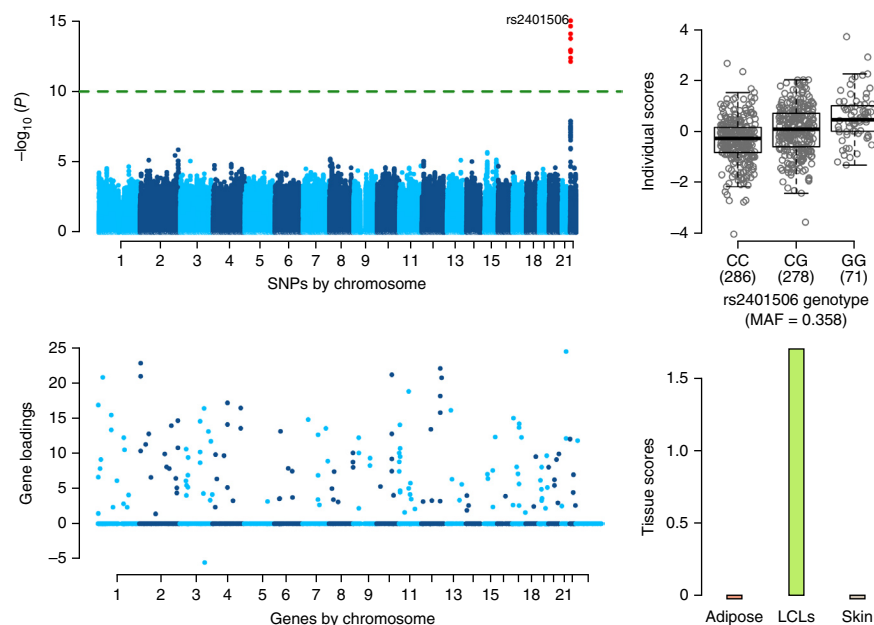 15
10
5
0
–log10 (P)
rs2401506
1 2 3 4 5 6 7 8 9 11 13 15 18 21
SNPs by chromosome
4
2
0
–2
–4
Individual scores
CC CG GG
(286) (278) (71)
rs2401506 genotype
(MAF = 0.358)
25
20
15
10
5
0
–5
Gene loadings
1 2 3 4 5 6 7 8 9 11 13 15 18 21
Genes by chromosome
1.5
1.0
0.5
0
Tissue scores
Adipose LCLs Skin